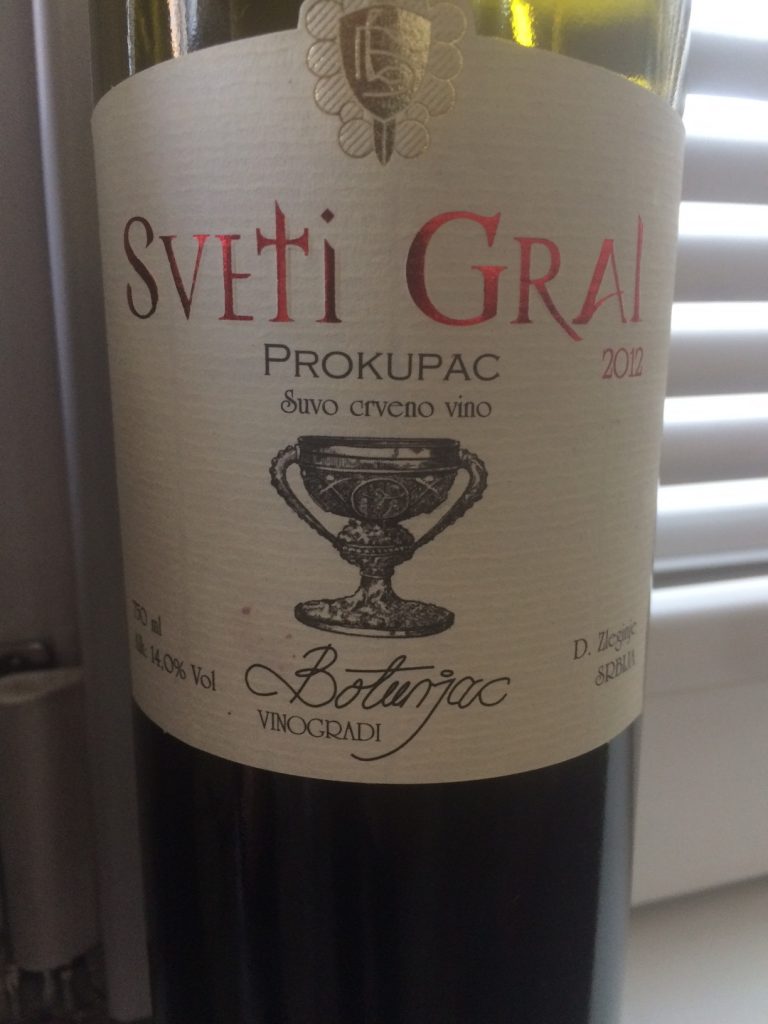 Sveti Gral
Prokupac 2012
Suvo crveno vino
750 ml
Alk 14,0% Vol
D. Zleginje
SRBIJA
Botunjac
VINOGRADI